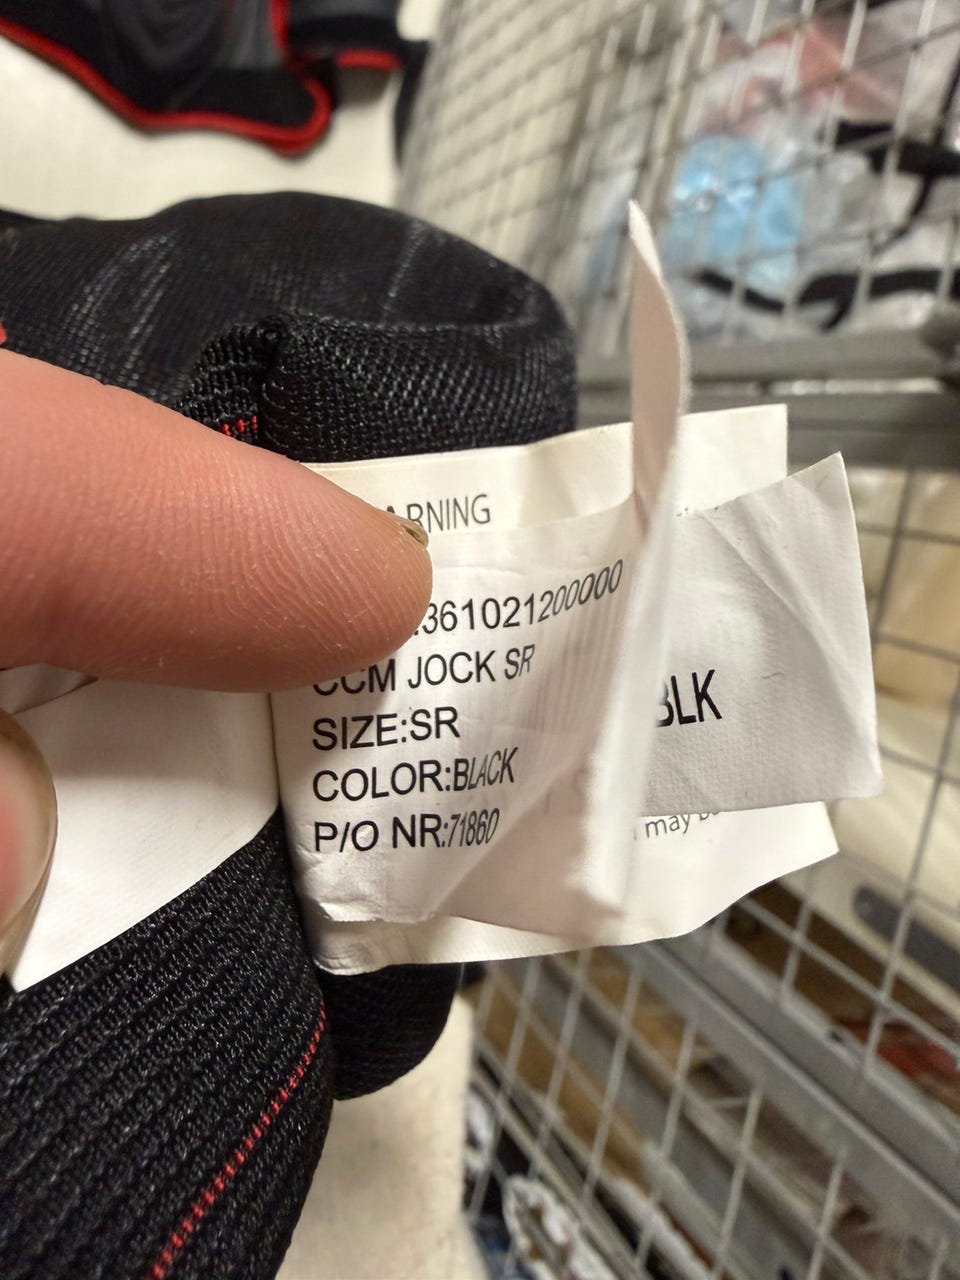 ARNING
361021200000
CCM JOCK SR
SIZE:SR
COLOR:BLACK
P/O NR:71860
BLK
may